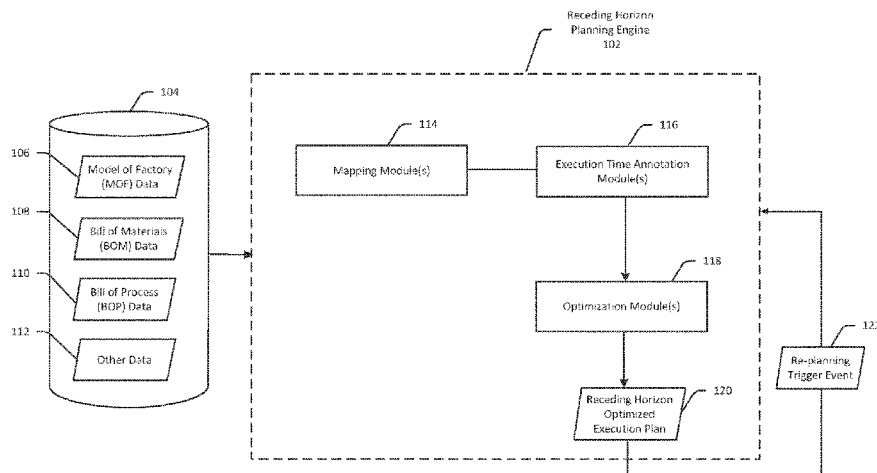 Receding Horizon
Planning Engine
102
104
106
Model of Factory
(MOF) Data
108
Bill of Materials
(BOM) Data
110
Bill of Process
(BOP) Data
112
Other Data
114
Mapping Module(s)
116
Execution Time Annotation
Module(s)
118
Optimization Module(s)
120
Receding Horizon
Optimized
Execution Plan
Re-planning
Trigger Event